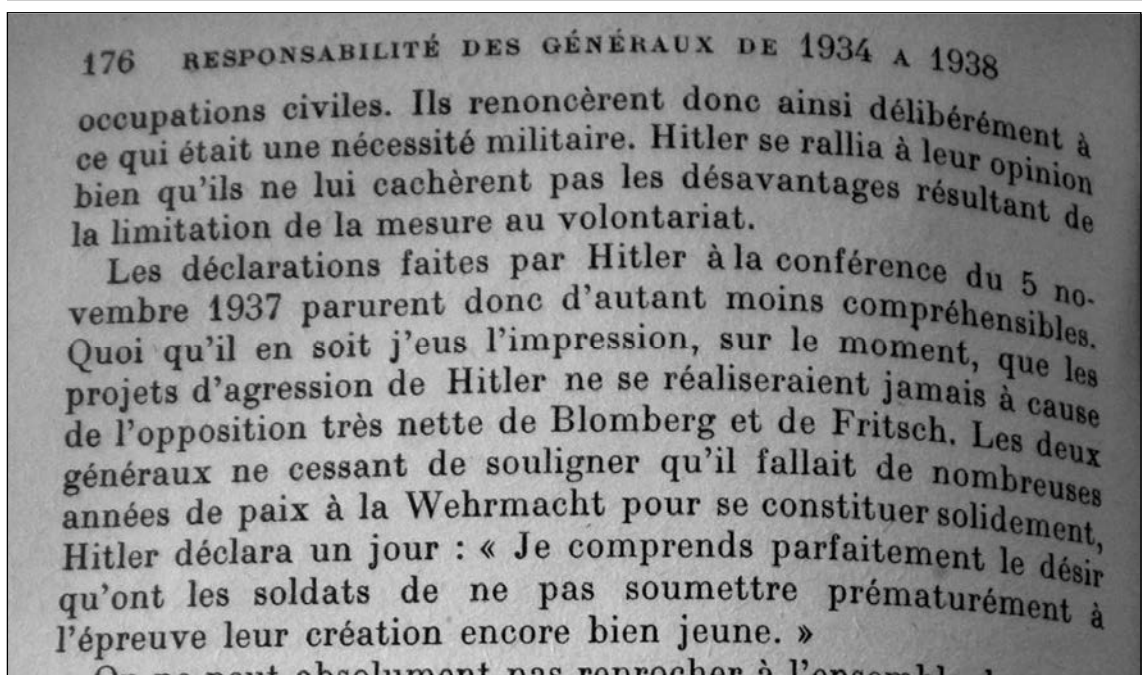 176 RESPONSABILITÉ DES GÉNÉRAUX DE 1934 A 1938
occupations civiles. Ils renoncèrent donc ainsi délibérément à
ce qui était une nécessité militaire. Hitler se rallia à leur opinion
bien qu'ils ne lui cachèrent pas les désavantages résultant de
la limitation de la mesure au volontariat.
Les déclarations faites par Hitler à la conférence du 5 no-
vembre 1937 parurent donc d'autant moins compréhensibles.
Quoi qu'il en soit j'eus l'impression, sur le moment, que les
projets d'agression de Hitler ne se réaliseraient jamais à cause
de l'opposition très nette de Blomberg et de Fritsch. Les deux
généraux ne cessant de souligner qu'il fallait de nombreuses
années de paix à la Wehrmacht pour se constituer solidement,
Hitler déclara un jour : « Je comprends parfaitement le désir
qu'ont les soldats de ne pas soumettre prématurément à
l'épreuve leur création encore bien jeune. »
On ne peut absolument pas reprocher à l'ensemble